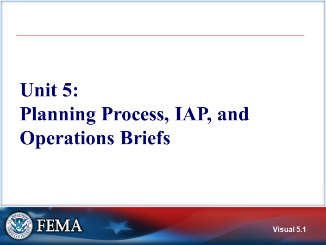 Unit 5:
Planning Process, IAP, and
Operations Briefs
FEMA
Visual 5.1